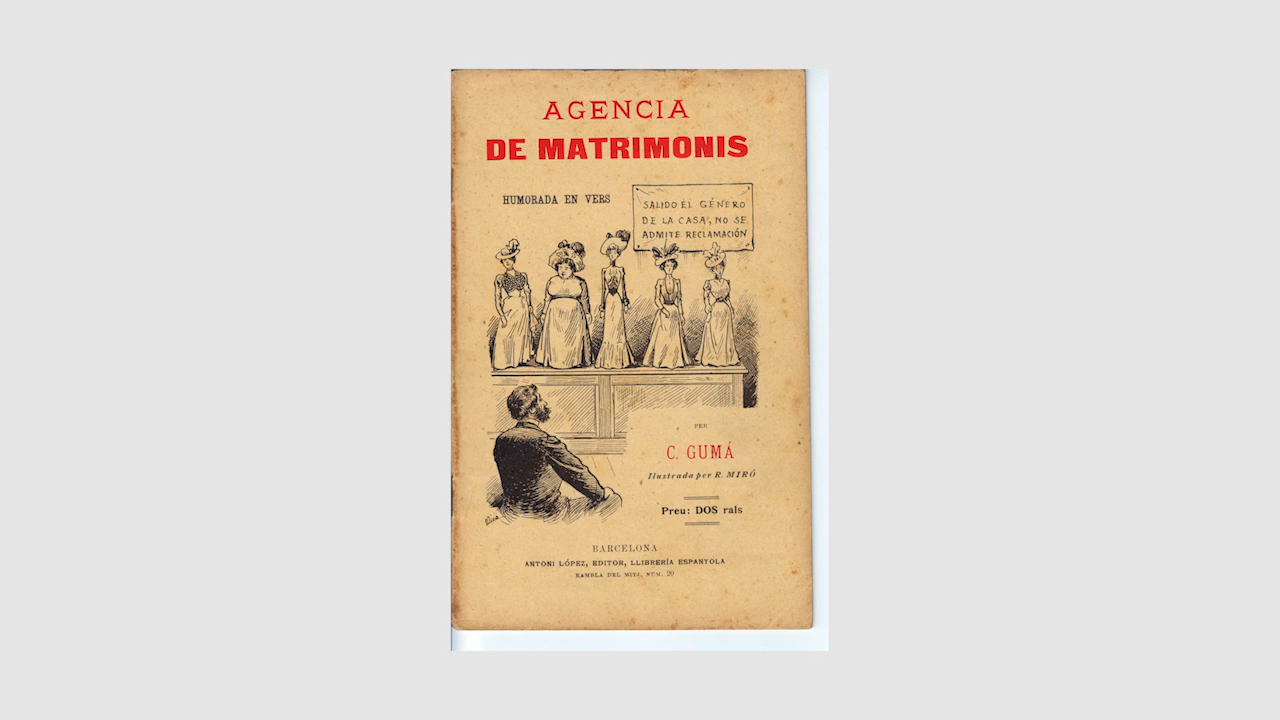 AGENCIA
DE MATRIMONIS
HUMORADA EN VERS
SALIDO EL GÉNERO
DE LA CASA, NO SE
ADMITE RECLAMACIÓN
PER
C. GUMÁ
Ilustrada per R. MIRÓ
Preu: DOS rals
BARCELONA
ANTONI LÓPEZ, EDITOR, LLIBRERÍA ESPANYOLA
RAMBLA DEL MITJ, NÚM. 20